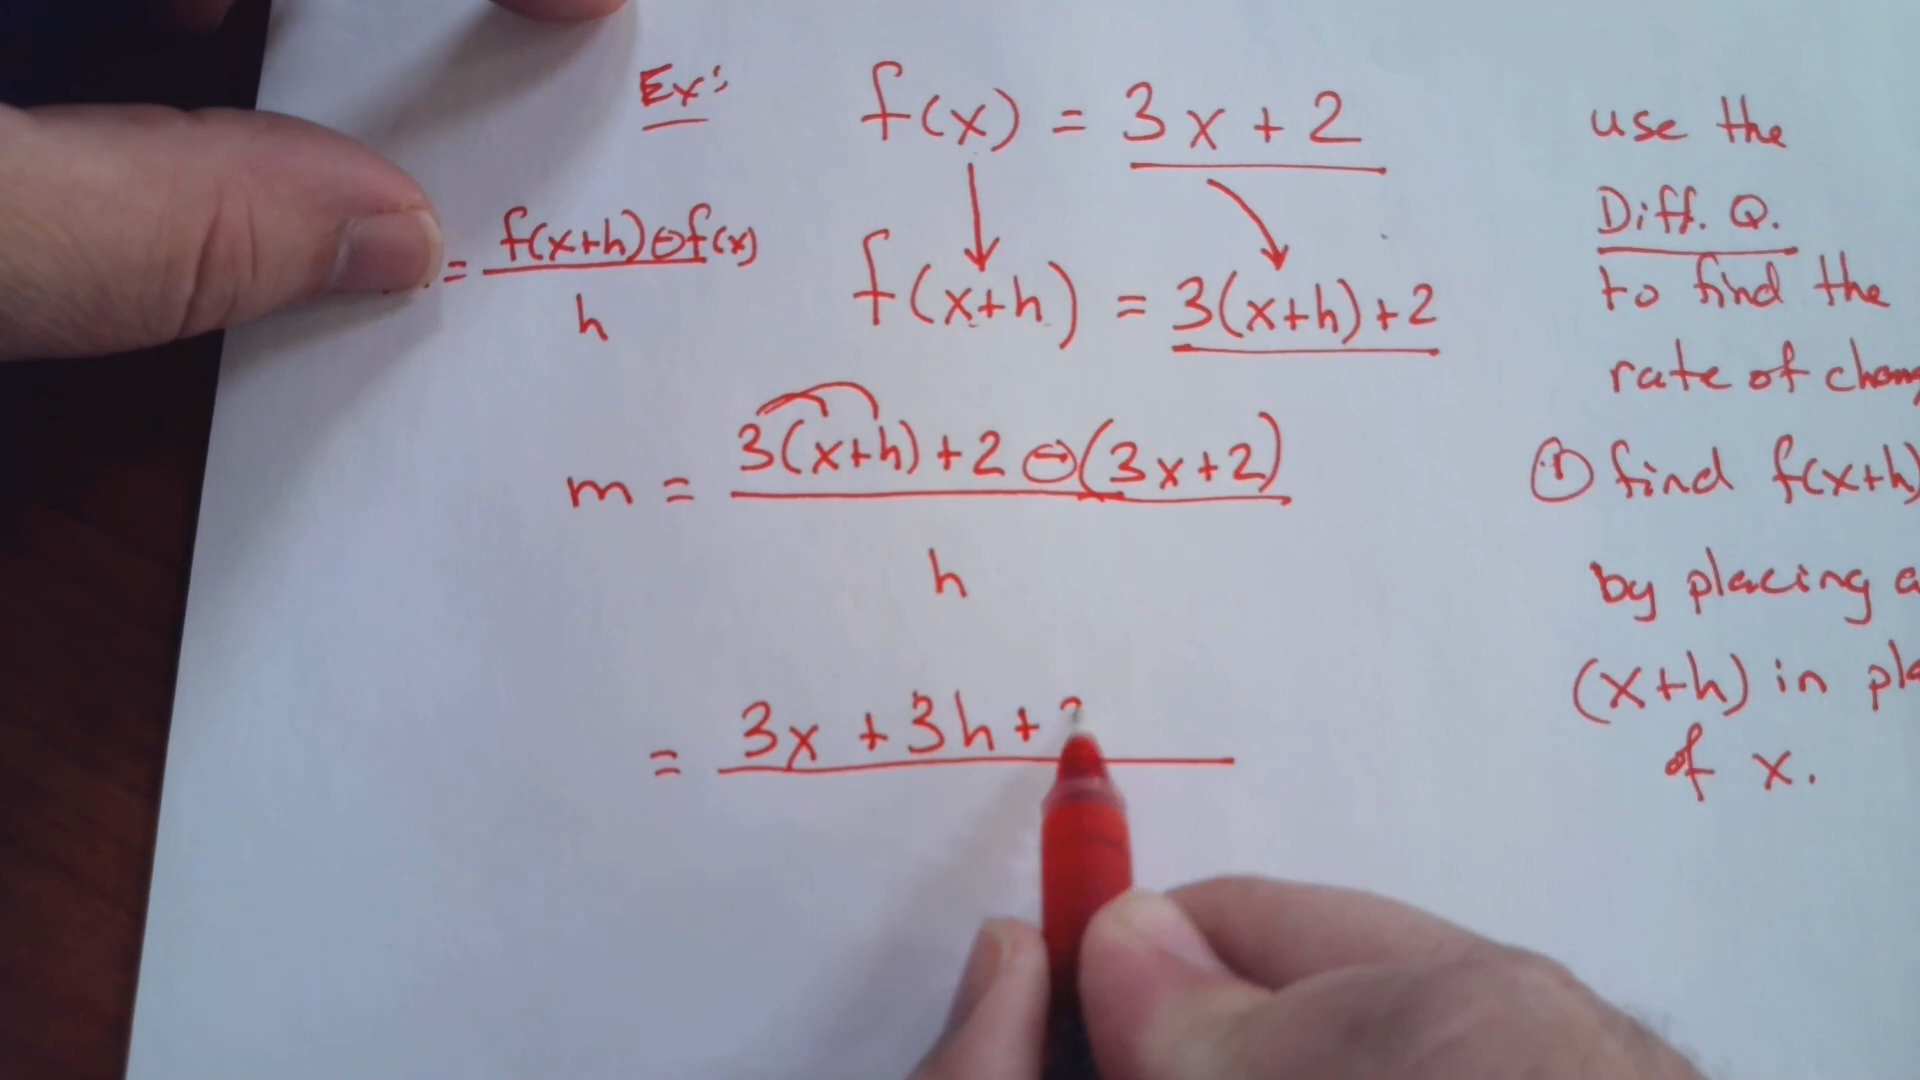 Ex:
f(x) = 3x + 2
= f(x+h) ⊖ f(x)
h
f(x+h) = 3(x+h)+2
m = 3(x+h)+2 ⊖ (3x+2)
h
= 3x + 3h +
use the
Diff. Q.
to find the
rate of
① find f(x+h)
by placing a
(x+h) in
of x.